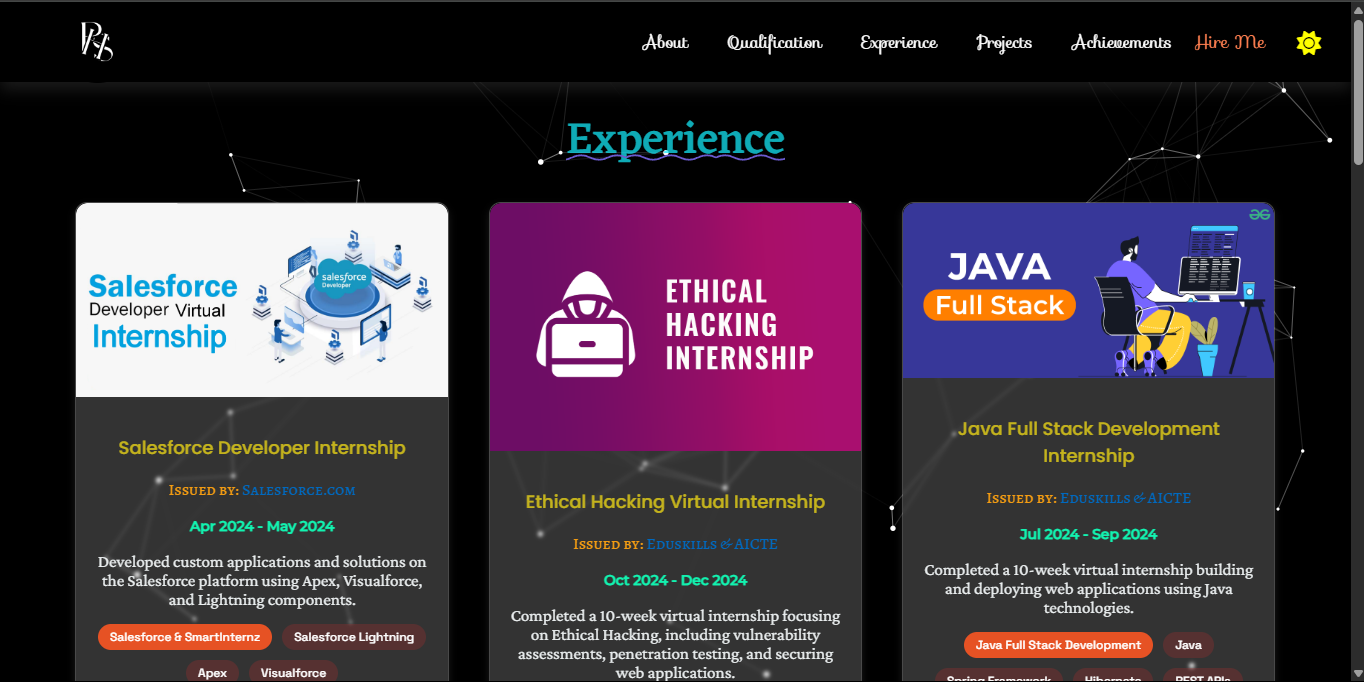 About Qualification Experience Projects Achievements Hire Me
Experience
Salesforce
Developer Virtual
Internship
salesforce
Developer
Salesforce Developer Internship
Issued by: Salesforce.com
Apr 2024 - May 2024
Developed custom applications and solutions on
the Salesforce platform using Apex, Visualforce,
and Lightning components.
Salesforce & SmartInternz Salesforce Lightning
Apex Visualforce
ETHICAL
HACKING
INTERNSHIP
Ethical Hacking Virtual Internship
Issued by: Eduskills & AICTE
Oct 2024 - Dec 2024
Completed a 10-week virtual internship focusing
on Ethical Hacking, including vulnerability
assessments, penetration testing, and securing
web applications.
JAVA
Full Stack
Java Full Stack Development
Internship
Issued by: Eduskills & AICTE
Jul 2024 - Sep 2024
Completed a 10-week virtual internship building
and deploying web applications using Java
technologies.
Java Full Stack Development Java
Spring Framework Hibernate REST APIs